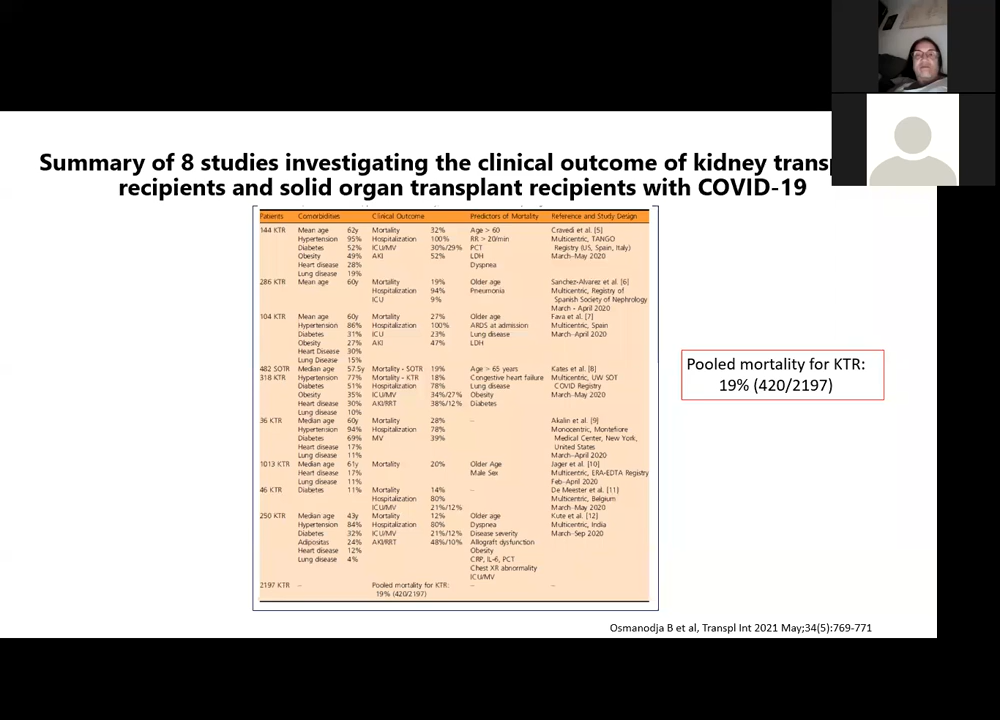 Summary of 8 studies investigating the clinical outcome of kidney transp
recipients and solid organ transplant recipients with COVID-19
Patients Comorbidities Clinical Outcome Predictors of Mortality Reference and Study Design
144 KTR Mean age 62y Mortality 32% Age > 60 Cravedi et al. [5]
Hypertension 95% Hospitalization 100% RR > 20/min Multicentric, TANGO
Diabetes 52% ICU/MV 30%/29% PCT Registry (US, Spain, Italy)
Obesity 49% AKI 52% LDH March–May 2020
Heart disease 28% Dyspnea
Lung disease 19%
286 KTR Mean age 60y Mortality 19% Older age Sanchez-Alvarez et al. [6]
Hospitalization 94% Pneumonia Multicentric, Registry of
ICU 9% Spanish Society of Nephrology
March - April 2020
104 KTR Mean age 60y Mortality 27% Older age Fava et al. [7]
Hypertension 86% Hospitalization 100% ARDS at admission Multicentric, Spain
Diabetes 31% ICU 23% Lung disease March–April 2020
Obesity 27% AKI 47% LDH
Heart Disease 30%
Lung Disease 15%
482 SOTR Median age 57.5y Mortality - SOTR 19% Age > 65 years Kates et al. [8]
318 KTR Hypertension 77% Mortality - KTR 18% Congestive heart failure Multicentric, UW SOT
Diabetes 51% Hospitalization 78% Lung disease COVID Registry
Obesity 35% ICU/MV 34%/27% Obesity March–May 2020
Heart disease 30% AKI/RRT 38%/12% Diabetes
Lung disease 10%
36 KTR Median age 60y Mortality 28% – Akalin et al. [9]
Hypertension 94% Hospitalization 78% Monocentric, Montefiore
Diabetes 69% MV 39% Medical Center, New York,
Heart disease 17% United States
Lung disease 11% March–April 2020
1013 KTR Median age 61y Mortality 20% Older Age Jager et al. [10]
Heart disease 17% Male Sex Multicentric, ERA-EDTA Registry
Lung disease 11% Feb–April 2020
46 KTR Diabetes 11% Mortality 14% – De Meester et al. [11]
Hospitalization 80% Multicentric, Belgium
ICU/MV 21%/12% March–May 2020
250 KTR Median age 43y Mortality 12% Older age Kute et al. [12]
Hypertension 84% Hospitalization 80% Dyspnea Multicentric, India
Diabetes 32% ICU/MV 21%/12% Disease severity March–Sep 2020
Adipositas 24% AKI/RRT 48%/10% Allograft dysfunction
Heart disease 12% Obesity
Lung disease 4% CRP, IL-6, PCT
Chest XR abnormality
ICU/MV
2197 KTR – Pooled mortality for KTR: – –
19% (420/2197)
Pooled mortality for KTR:
19% (420/2197)
Osmanodja B et al, Transpl Int 2021 May;34(5):769-771